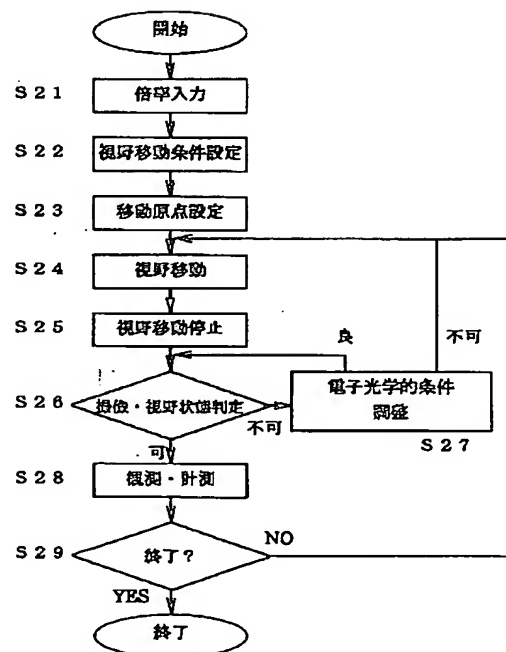 開始
S21 倍率入力
S22 視野移動条件設定
S23 移動原点設定
S24 視野移動
S25 視野移動停止
良 不可
S26 撮像・視野状態判定
不可
電子光学的条件
調整
S27
可
S28 観測・計測
S29 終了?
NO
YES
終了